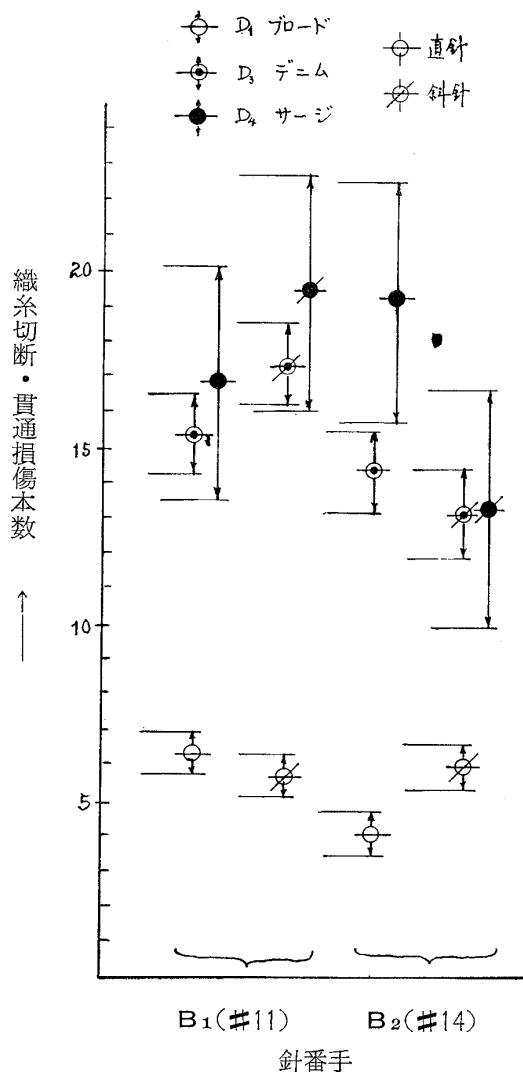 D₁ ブロード
D₃ デニム
D₄ サージ
直針
斜針
織糸切断・貫通損傷本数
↑
20
15
10
5
B₁(#11)
B₂(#14)
針番手